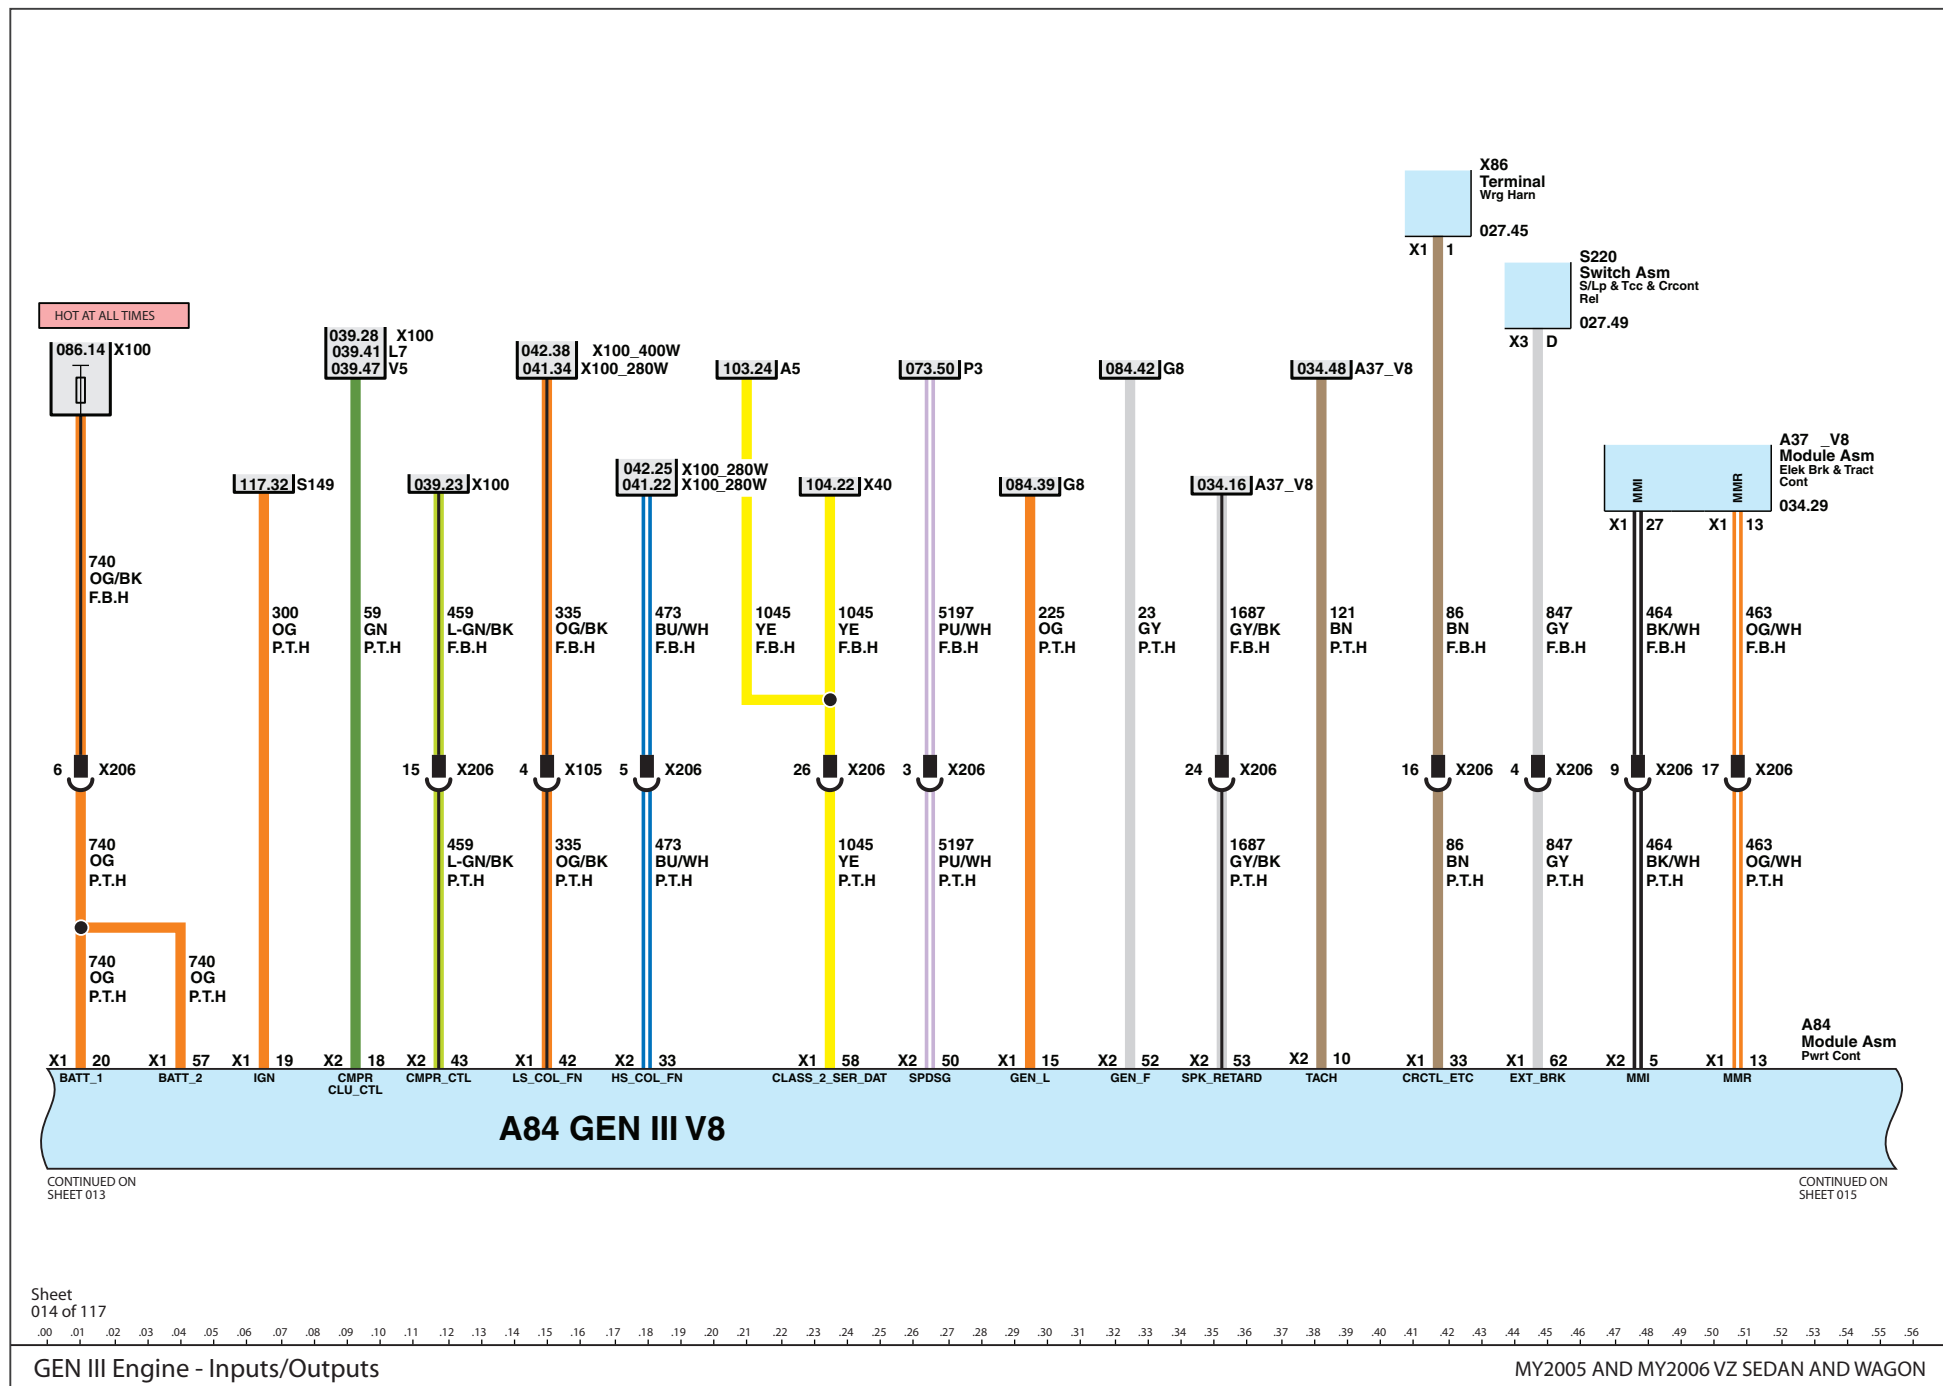 X86
Terminal
Wrg Harn
027.45
X1 1
S220
Switch Asm
S/Lp & Tcc & Crcont
Rel
027.49
X3 D
HOT AT ALL TIMES
086.14 X100
039.28 X100
039.41 L7
039.47 V5
042.38 X100_400W
041.34 X100_280W
103.24 A5
073.50 P3
084.42 G8
034.48 A37_V8
117.32 S149
039.23 X100
042.25 X100_280W
041.22 X100_280W
104.22 X40
084.39 G8
034.16 A37_V8
A37 _V8
Module Asm
Elek Brk & Tract
Cont
034.29
MMI MMR
X1 27 X1 13
740
OG/BK
F.B.H
300
OG
P.T.H
59
GN
P.T.H
459
L-GN/BK
F.B.H
335
OG/BK
F.B.H
473
BU/WH
F.B.H
1045
YE
F.B.H
1045
YE
F.B.H
5197
PU/WH
F.B.H
225
OG
P.T.H
23
GY
P.T.H
1687
GY/BK
F.B.H
121
BN
P.T.H
86
BN
F.B.H
847
GY
F.B.H
464
BK/WH
F.B.H
463
OG/WH
F.B.H
6 X206 15 X206 4 X105 5 X206 26 X206 3 X206 24 X206 16 X206 4 X206 9 X206 17 X206
740
OG
P.T.H
459
L-GN/BK
P.T.H
335
OG/BK
P.T.H
473
BU/WH
P.T.H
1045
YE
P.T.H
5197
PU/WH
P.T.H
1687
GY/BK
P.T.H
86
BN
P.T.H
847
GY
P.T.H
464
BK/WH
P.T.H
463
OG/WH
P.T.H
740
OG
P.T.H
740
OG
P.T.H
A84
Module Asm
Pwrt Cont
X1 20 X1 57 X1 19 X2 18 X2 43 X1 42 X2 33 X1 58 X2 50 X1 15 X2 52 X2 53 X2 10 X1 33 X1 62 X2 5 X1 13
BATT_1 BATT_2 IGN CMPR CMPR_CTL LS_COL_FN HS_COL_FN CLASS_2_SER_DAT SPDSG GEN_L GEN_F SPK_RETARD TACH CRCTL_ETC EXT_BRK MMI MMR
CLU_CTL
A84 GEN III V8
CONTINUED ON
SHEET 013
CONTINUED ON
SHEET 015
Sheet
014 of 117
.00 .01 .02 .03 .04 .05 .06 .07 .08 .09 .10 .11 .12 .13 .14 .15 .16 .17 .18 .19 .20 .21 .22 .23 .24 .25 .26 .27 .28 .29 .30 .31 .32 .33 .34 .35 .36 .37 .38 .39 .40 .41 .42 .43 .44 .45 .46 .47 .48 .49 .50 .51 .52 .53 .54 .55 .56
GEN III Engine - Inputs/Outputs
MY2005 AND MY2006 VZ SEDAN AND WAGON